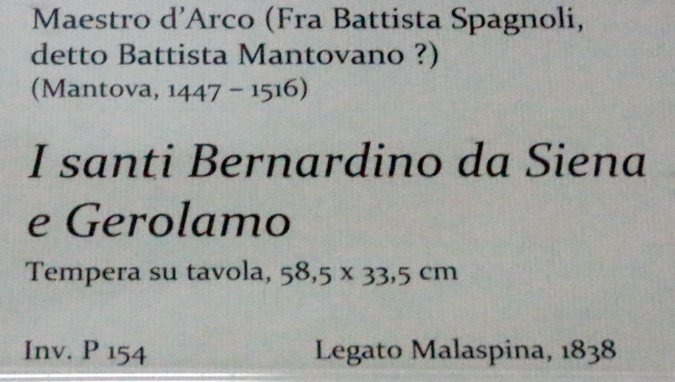 Maestro d'Arco (Fra Battista Spagnoli,
detto Battista Mantovano ?)
(Mantova, 1447 – 1516)
I santi Bernardino da Siena
e Gerolamo
Tempera su tavola, 58,5 x 33,5 cm
Inv. P 154 Legato Malaspina, 1838